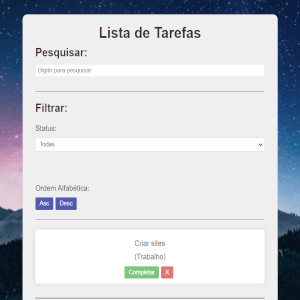 Lista de Tarefas
Pesquisar:
Digite para pesquisar
Filtrar:
Status:
Todas
Ordem Alfabética:
Asc Desc
Criar sites
(Trabalho)
Completar X